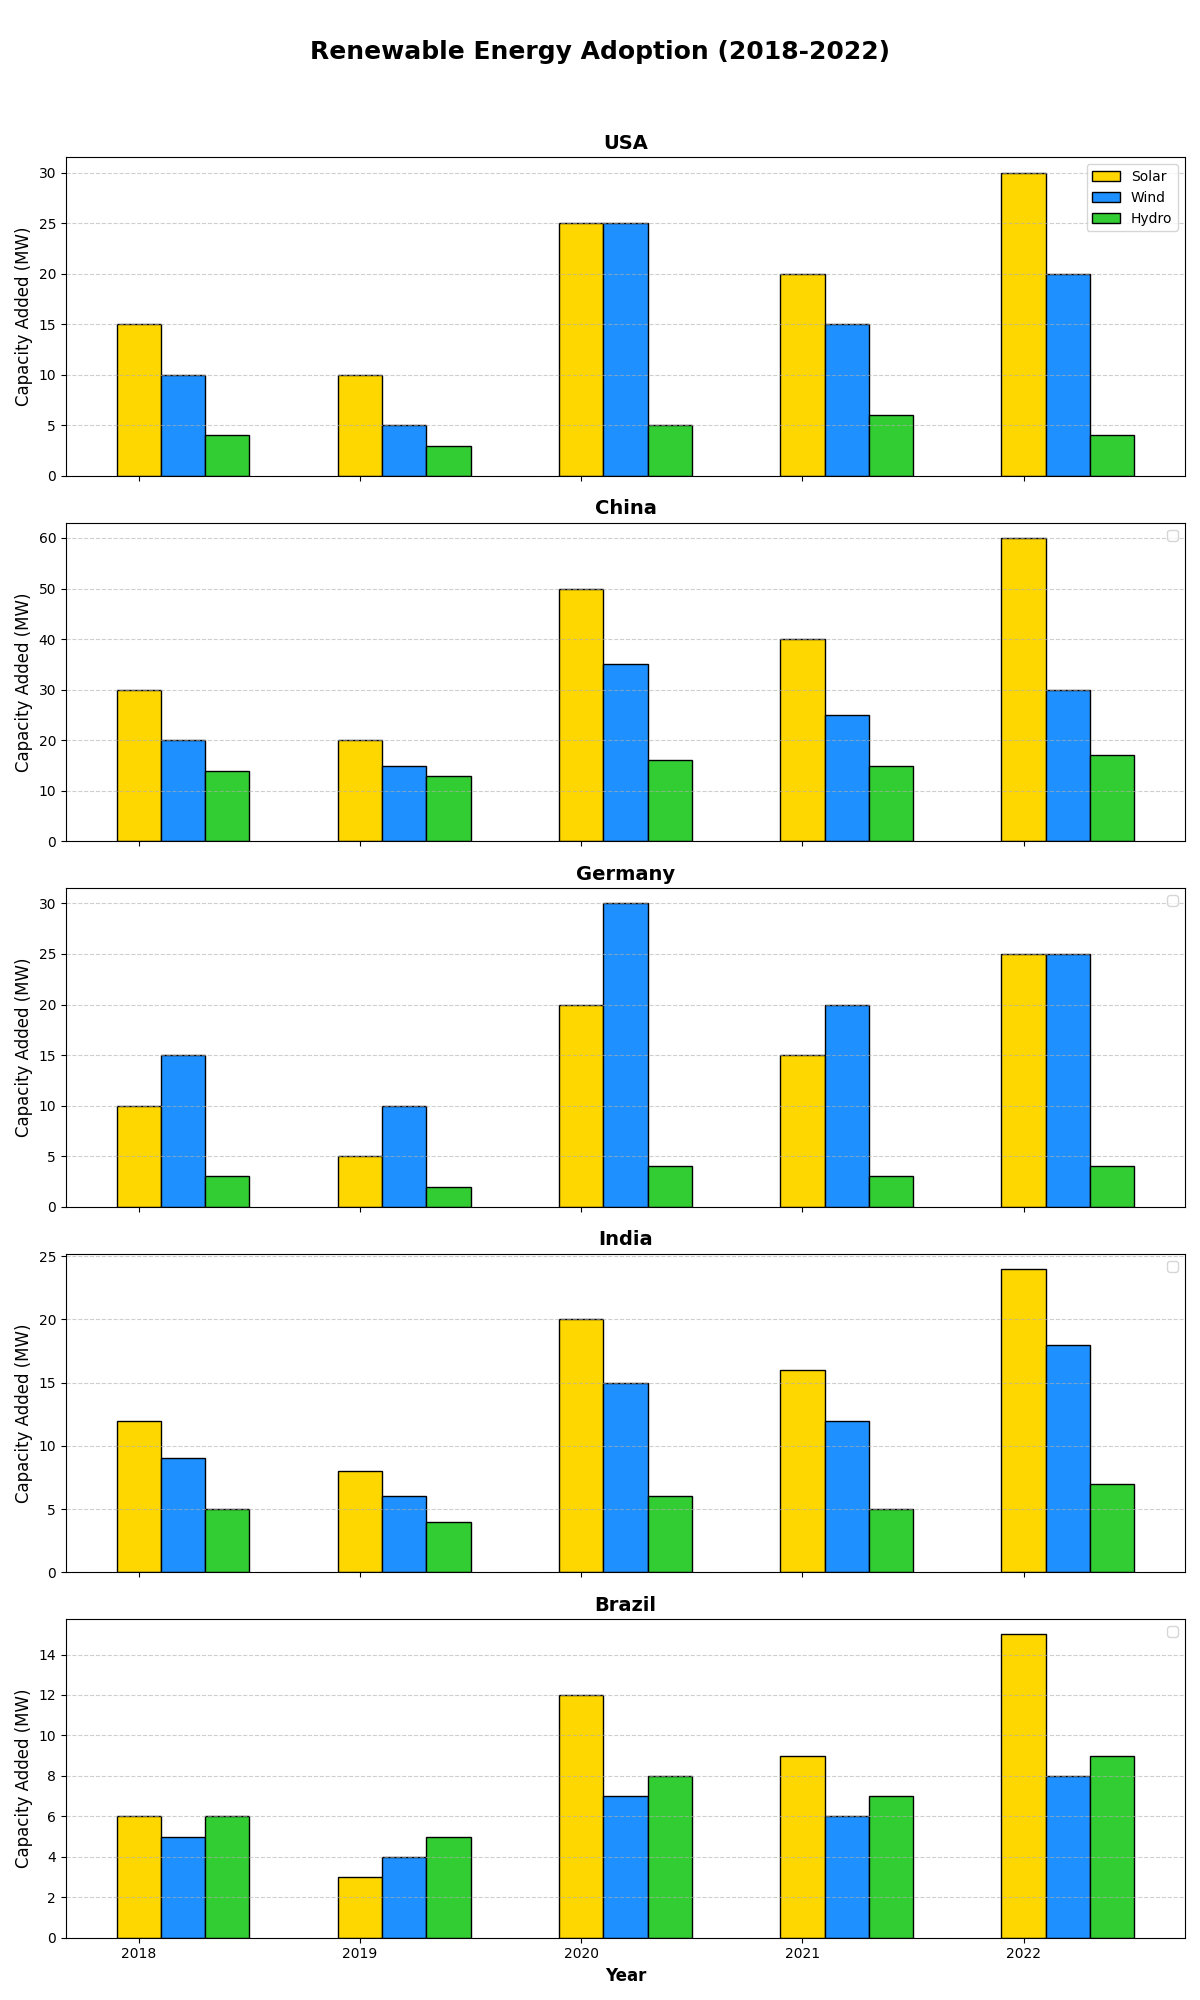 Renewable Energy Adoption (2018-2022)
USA
Capacity Added (MW)
30
25
20
15
10
5
0
Solar
Wind
Hydro
China
Capacity Added (MW)
60
50
40
30
20
10
0
Germany
Capacity Added (MW)
30
25
20
15
10
5
0
India
Capacity Added (MW)
25
20
15
10
5
0
Brazil
Capacity Added (MW)
14
12
10
8
6
4
2
0
2018 2019 2020 2021 2022
Year